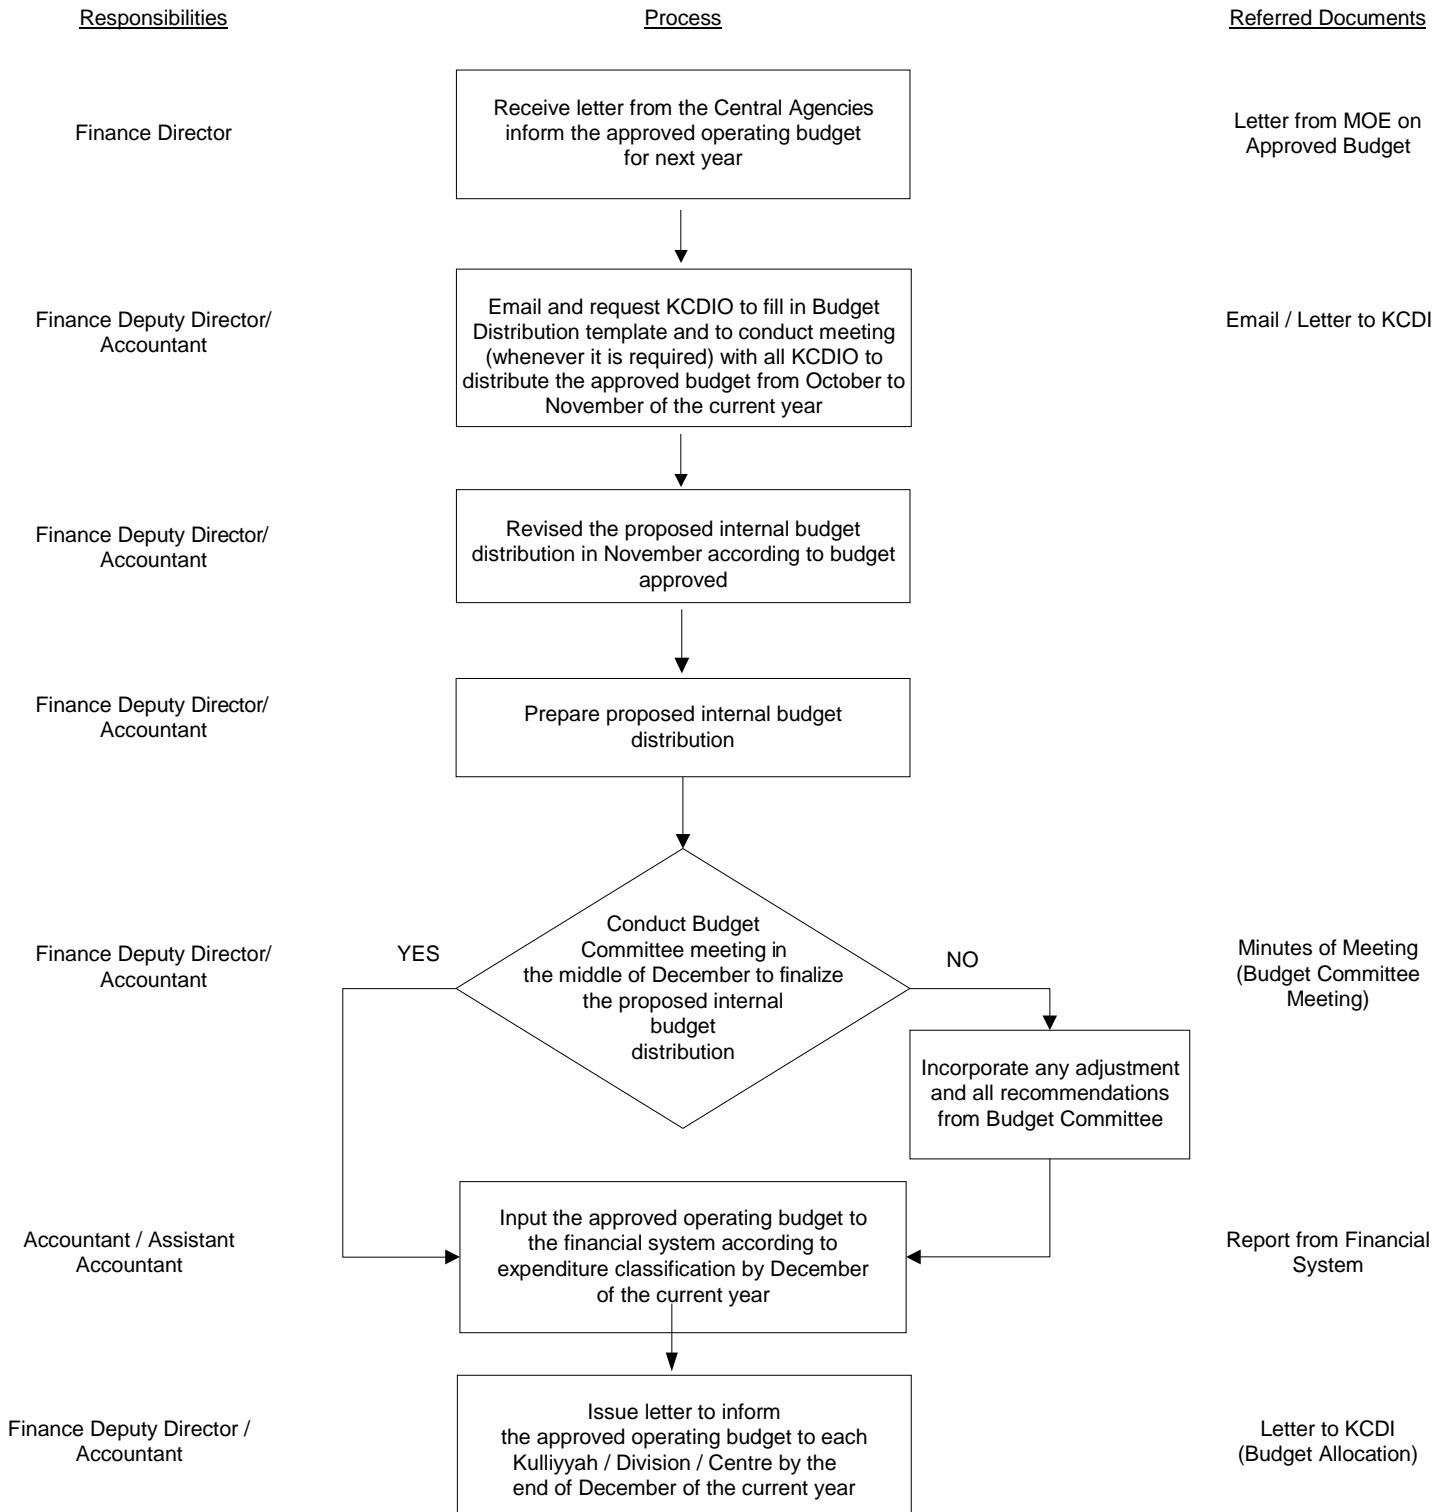 Responsibilities
Process
Referred Documents
Finance Director
Receive letter from the Central Agencies
inform the approved operating budget
for next year
Letter from MOE on
Approved Budget
Finance Deputy Director/
Accountant
Email and request KCDIO to fill in Budget
Distribution template and to conduct meeting
(whenever it is required) with all KCDIO to
distribute the approved budget from October to
November of the current year
Email / Letter to KCDI
Finance Deputy Director/
Accountant
Revised the proposed internal budget
distribution in November according to budget
approved
Finance Deputy Director/
Accountant
Prepare proposed internal budget
distribution
Finance Deputy Director/
Accountant
YES
Conduct Budget
Committee meeting in
the middle of December to finalize
the proposed internal
budget
distribution
NO
Minutes of Meeting
(Budget Committee
Meeting)
Incorporate any adjustment
and all recommendations
from Budget Committee
Accountant / Assistant
Accountant
Input the approved operating budget to
the financial system according to
expenditure classification by December
of the current year
Report from Financial
System
Finance Deputy Director /
Accountant
Issue letter to inform
the approved operating budget to each
Kulliyyah / Division / Centre by the
end of December of the current year
Letter to KCDI
(Budget Allocation)